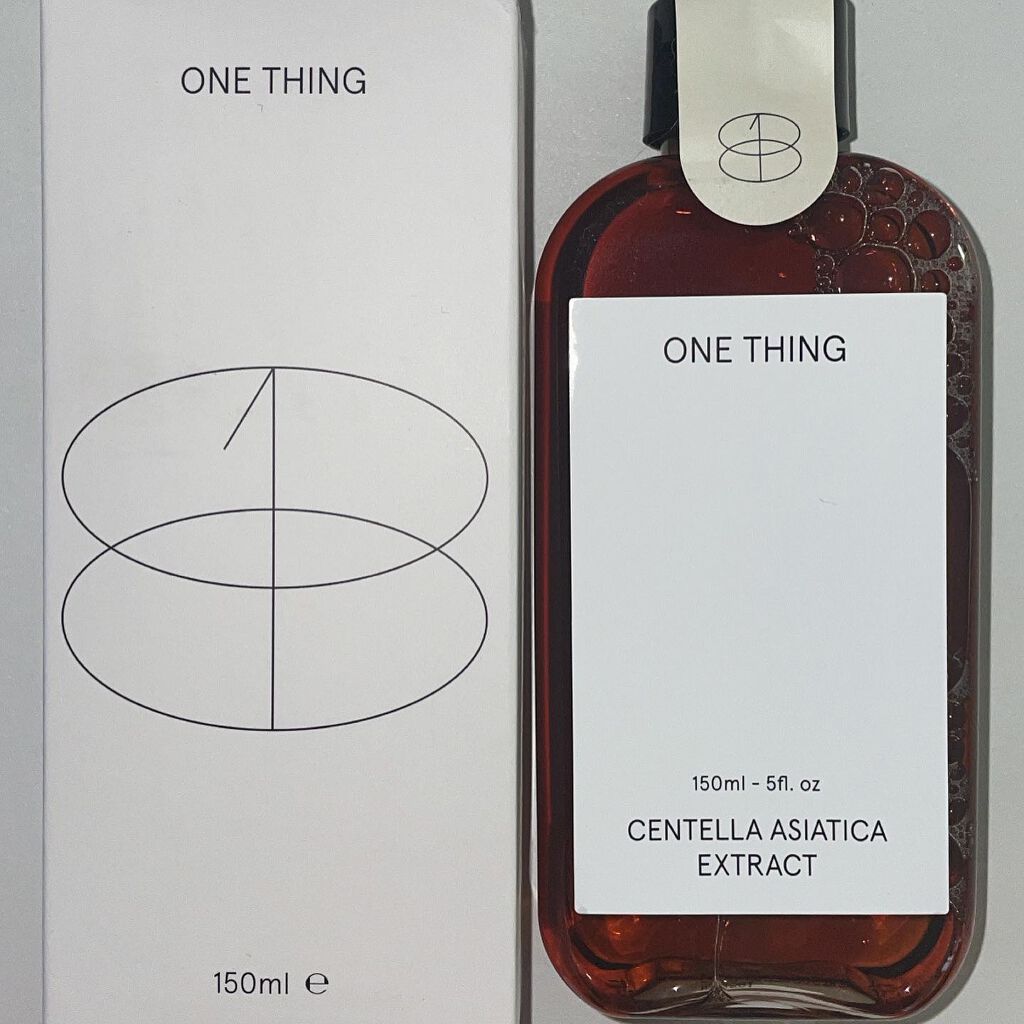 ONE THING
150ml ℮
ONE THING
150ml - 5fl. oz
CENTELLA ASIATICA
EXTRACT